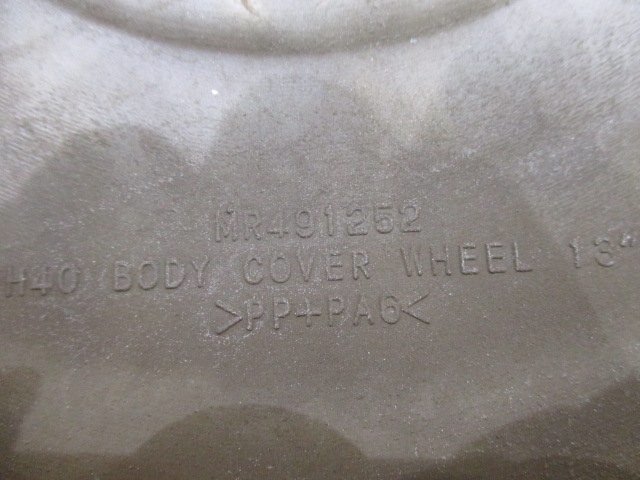 MR491252
H40 BODY COVER WHEEL 13"
>PP+PA6<